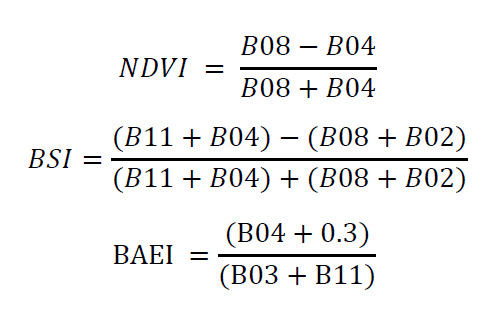 NDVI = B08 − B04 / B08 + B04
BSI = (B11 + B04) − (B08 + B02) / (B11 + B04) + (B08 + B02)
BAEI = (B04 + 0.3) / (B03 + B11)